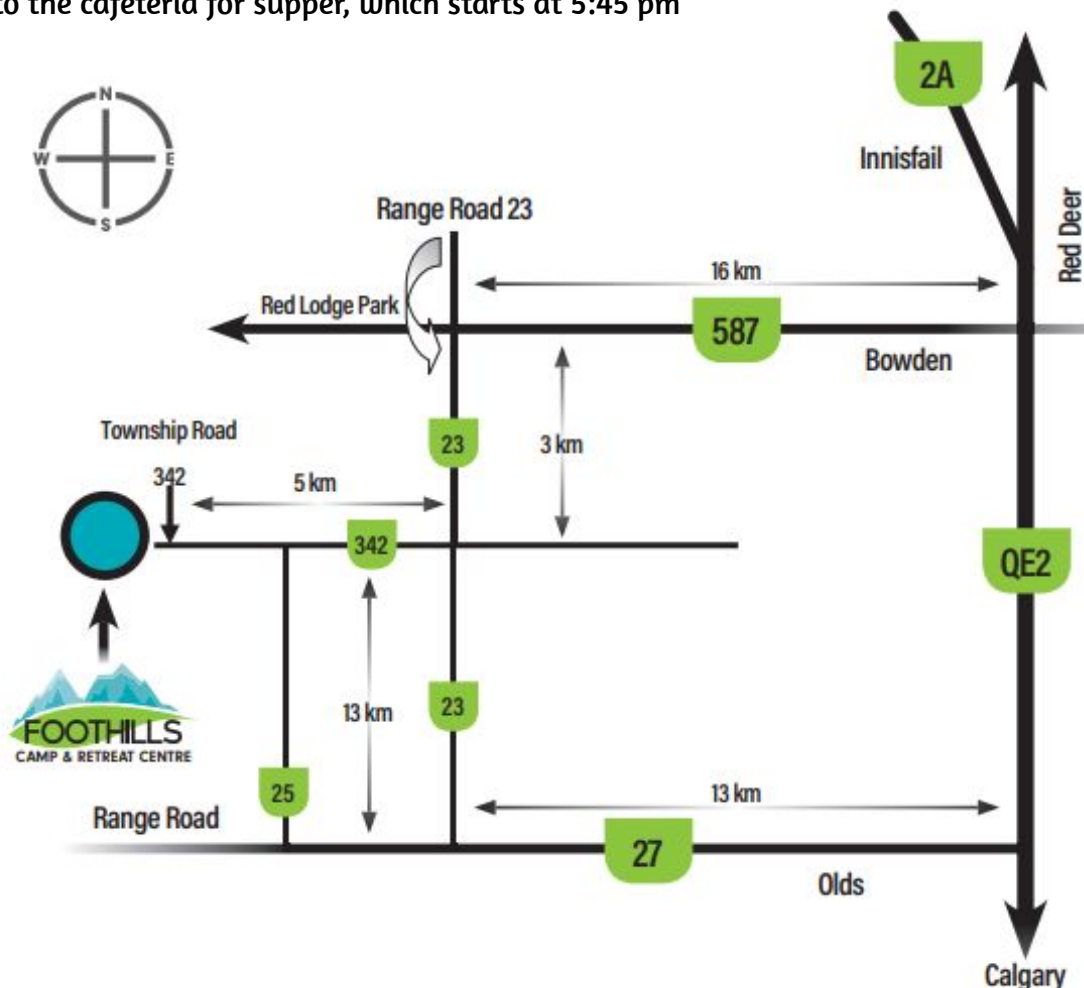 to the cafeteria for supper, which starts at 5:45 pm
2A
N
W E
S
Innisfail
Red Deer
Range Road 23
16 km
Red Lodge Park
587
Bowden
Township Road
342
5 km
23
3 km
342
QE2
FOOTHILLS
CAMP & RETREAT CENTRE
13 km
23
25
Range Road
13 km
27
Olds
Calgary